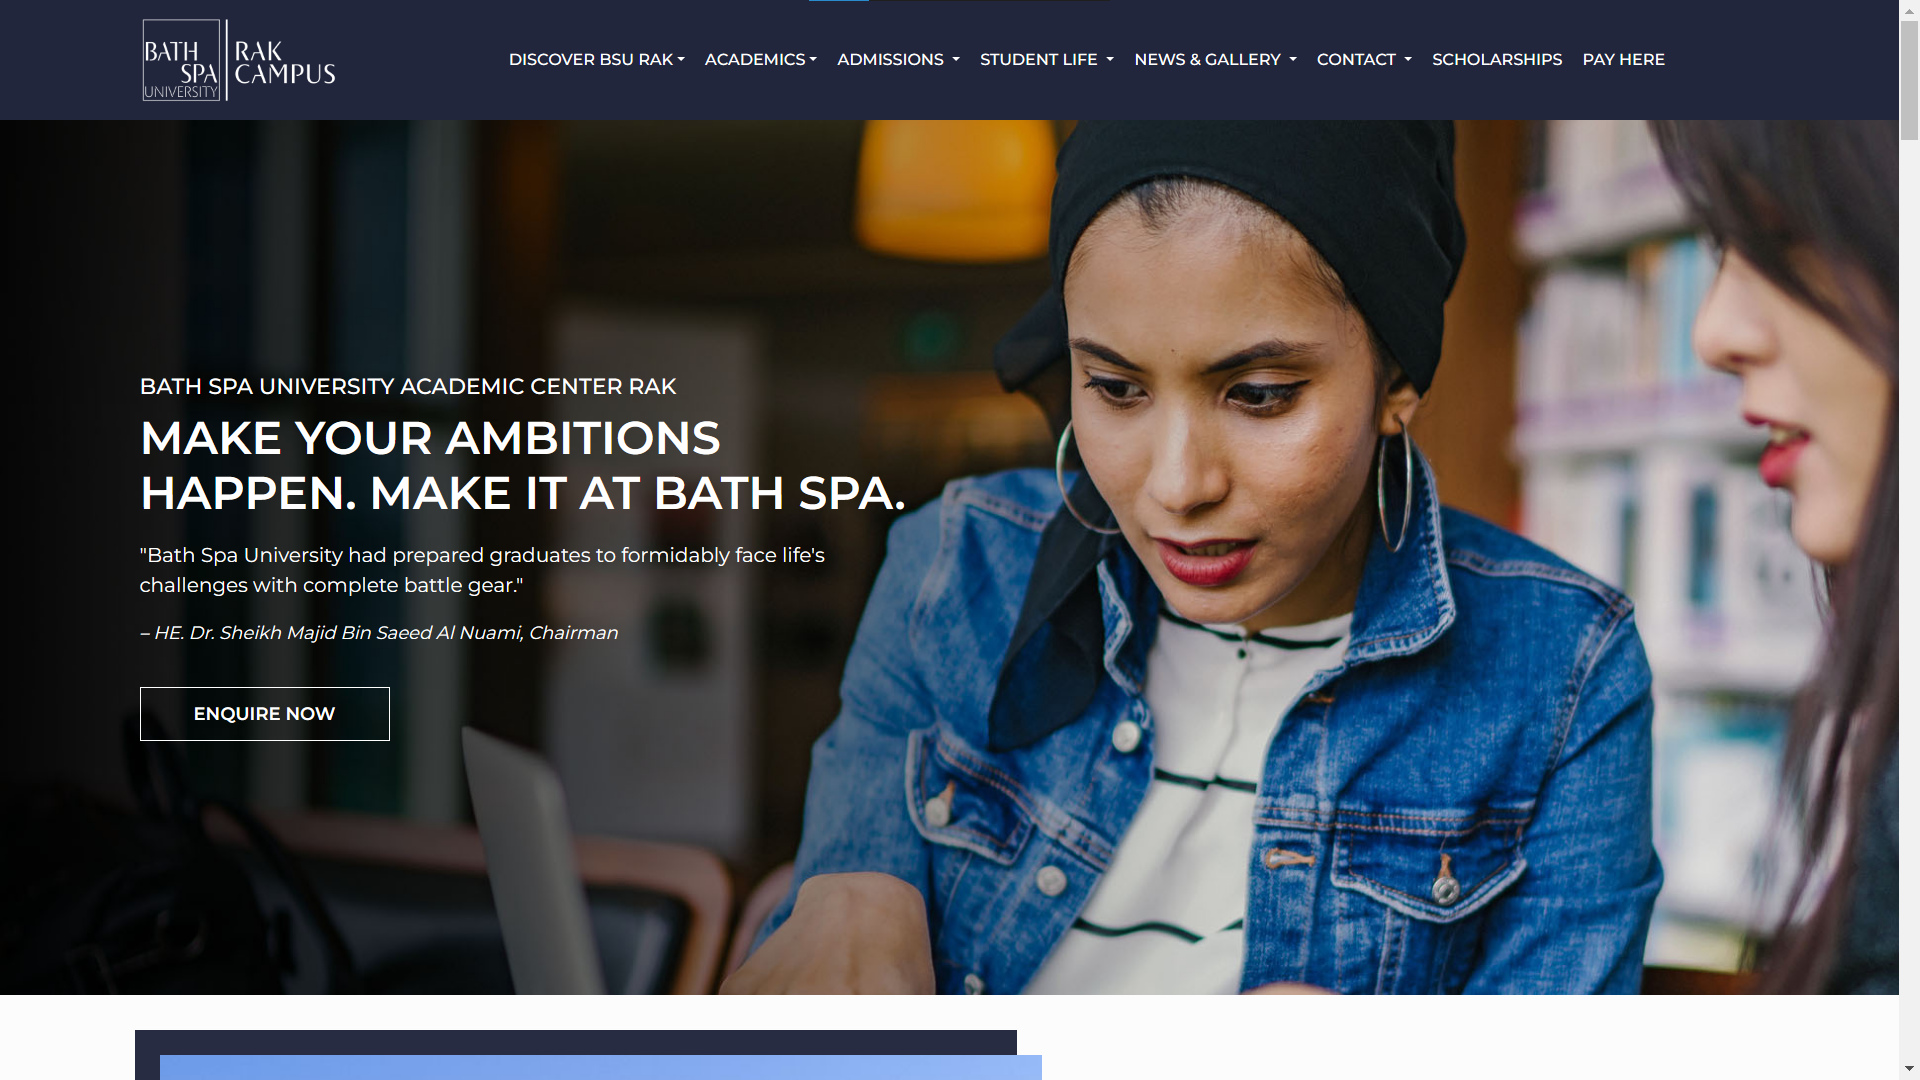 BATH
SPA
UNIVERSITY
RAK
CAMPUS
DISCOVER BSU RAK
ACADEMICS
ADMISSIONS
STUDENT LIFE
NEWS & GALLERY
CONTACT
SCHOLARSHIPS
PAY HERE
BATH SPA UNIVERSITY ACADEMIC CENTER RAK
MAKE YOUR AMBITIONS
HAPPEN. MAKE IT AT BATH SPA.
"Bath Spa University had prepared graduates to formidably face life's
challenges with complete battle gear."
– HE. Dr. Sheikh Majid Bin Saeed Al Nuami, Chairman
ENQUIRE NOW